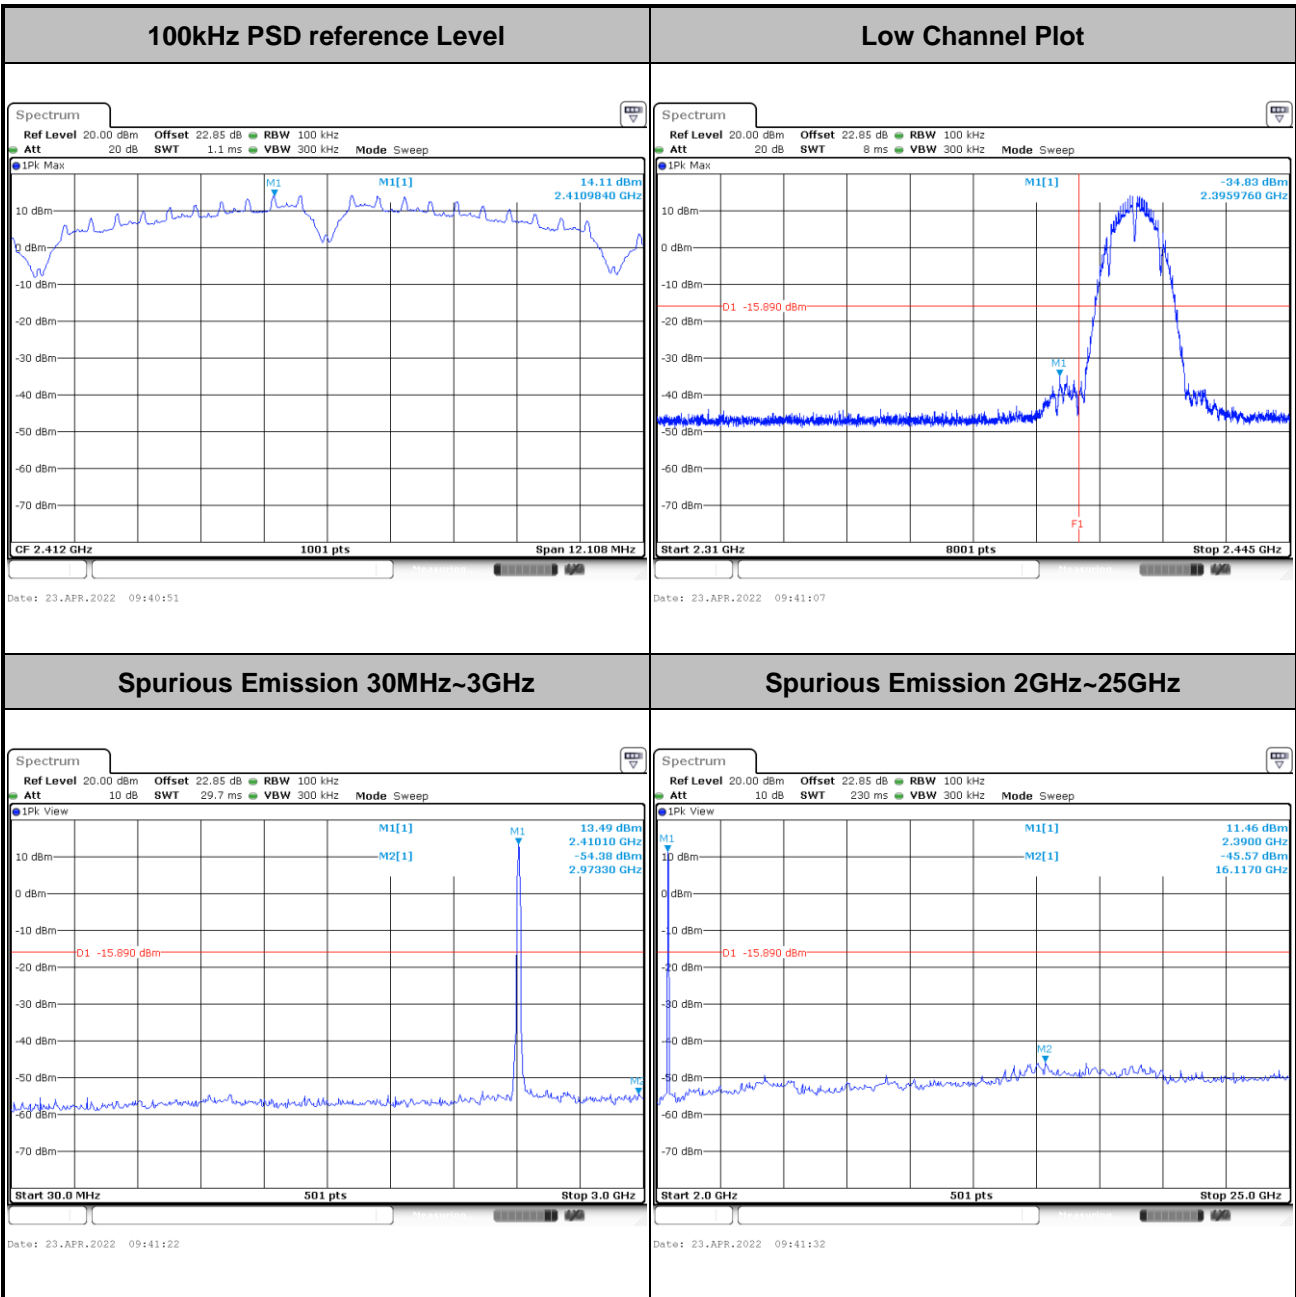 100kHz PSD reference Level
Spectrum
Ref Level 20.00 dBm Offset 22.85 dB RBW 100 kHz
Att 20 dB SWT 1.1 ms VBW 300 kHz Mode Sweep
1Pk Max
M1
M1[1] 14.11 dBm
2.4109840 GHz
10 dBm
0 dBm
-10 dBm
-20 dBm
-30 dBm
-40 dBm
-50 dBm
-60 dBm
-70 dBm
CF 2.412 GHz 1001 pts Span 12.108 MHz
Date: 23.APR.2022 09:40:51
Low Channel Plot
Spectrum
Ref Level 20.00 dBm Offset 22.85 dB RBW 100 kHz
Att 20 dB SWT 8 ms VBW 300 kHz Mode Sweep
1Pk Max
M1[1] -34.83 dBm
2.3959760 GHz
10 dBm
0 dBm
-10 dBm
D1 -15.890 dBm
-20 dBm
-30 dBm
M1
-40 dBm
-50 dBm
-60 dBm
-70 dBm
F1
Start 2.31 GHz 8001 pts Stop 2.445 GHz
Date: 23.APR.2022 09:41:07
Spurious Emission 30MHz~3GHz
Spectrum
Ref Level 20.00 dBm Offset 22.85 dB RBW 100 kHz
Att 10 dB SWT 29.7 ms VBW 300 kHz Mode Sweep
1Pk View
M1[1] M1 13.49 dBm
2.41010 GHz
10 dBm M2[1] -54.38 dBm
2.97330 GHz
0 dBm
-10 dBm
D1 -15.890 dBm
-20 dBm
-30 dBm
-40 dBm
-50 dBm
M2
-60 dBm
-70 dBm
Start 30.0 MHz 501 pts Stop 3.0 GHz
Date: 23.APR.2022 09:41:22
Spurious Emission 2GHz~25GHz
Spectrum
Ref Level 20.00 dBm Offset 22.85 dB RBW 100 kHz
Att 10 dB SWT 230 ms VBW 300 kHz Mode Sweep
1Pk View
M1 M1[1] 11.46 dBm
2.3900 GHz
10 dBm M2[1] -45.57 dBm
16.1170 GHz
0 dBm
-10 dBm
D1 -15.890 dBm
-20 dBm
-30 dBm
-40 dBm
M2
-50 dBm
-60 dBm
-70 dBm
Start 2.0 GHz 501 pts Stop 25.0 GHz
Date: 23.APR.2022 09:41:32